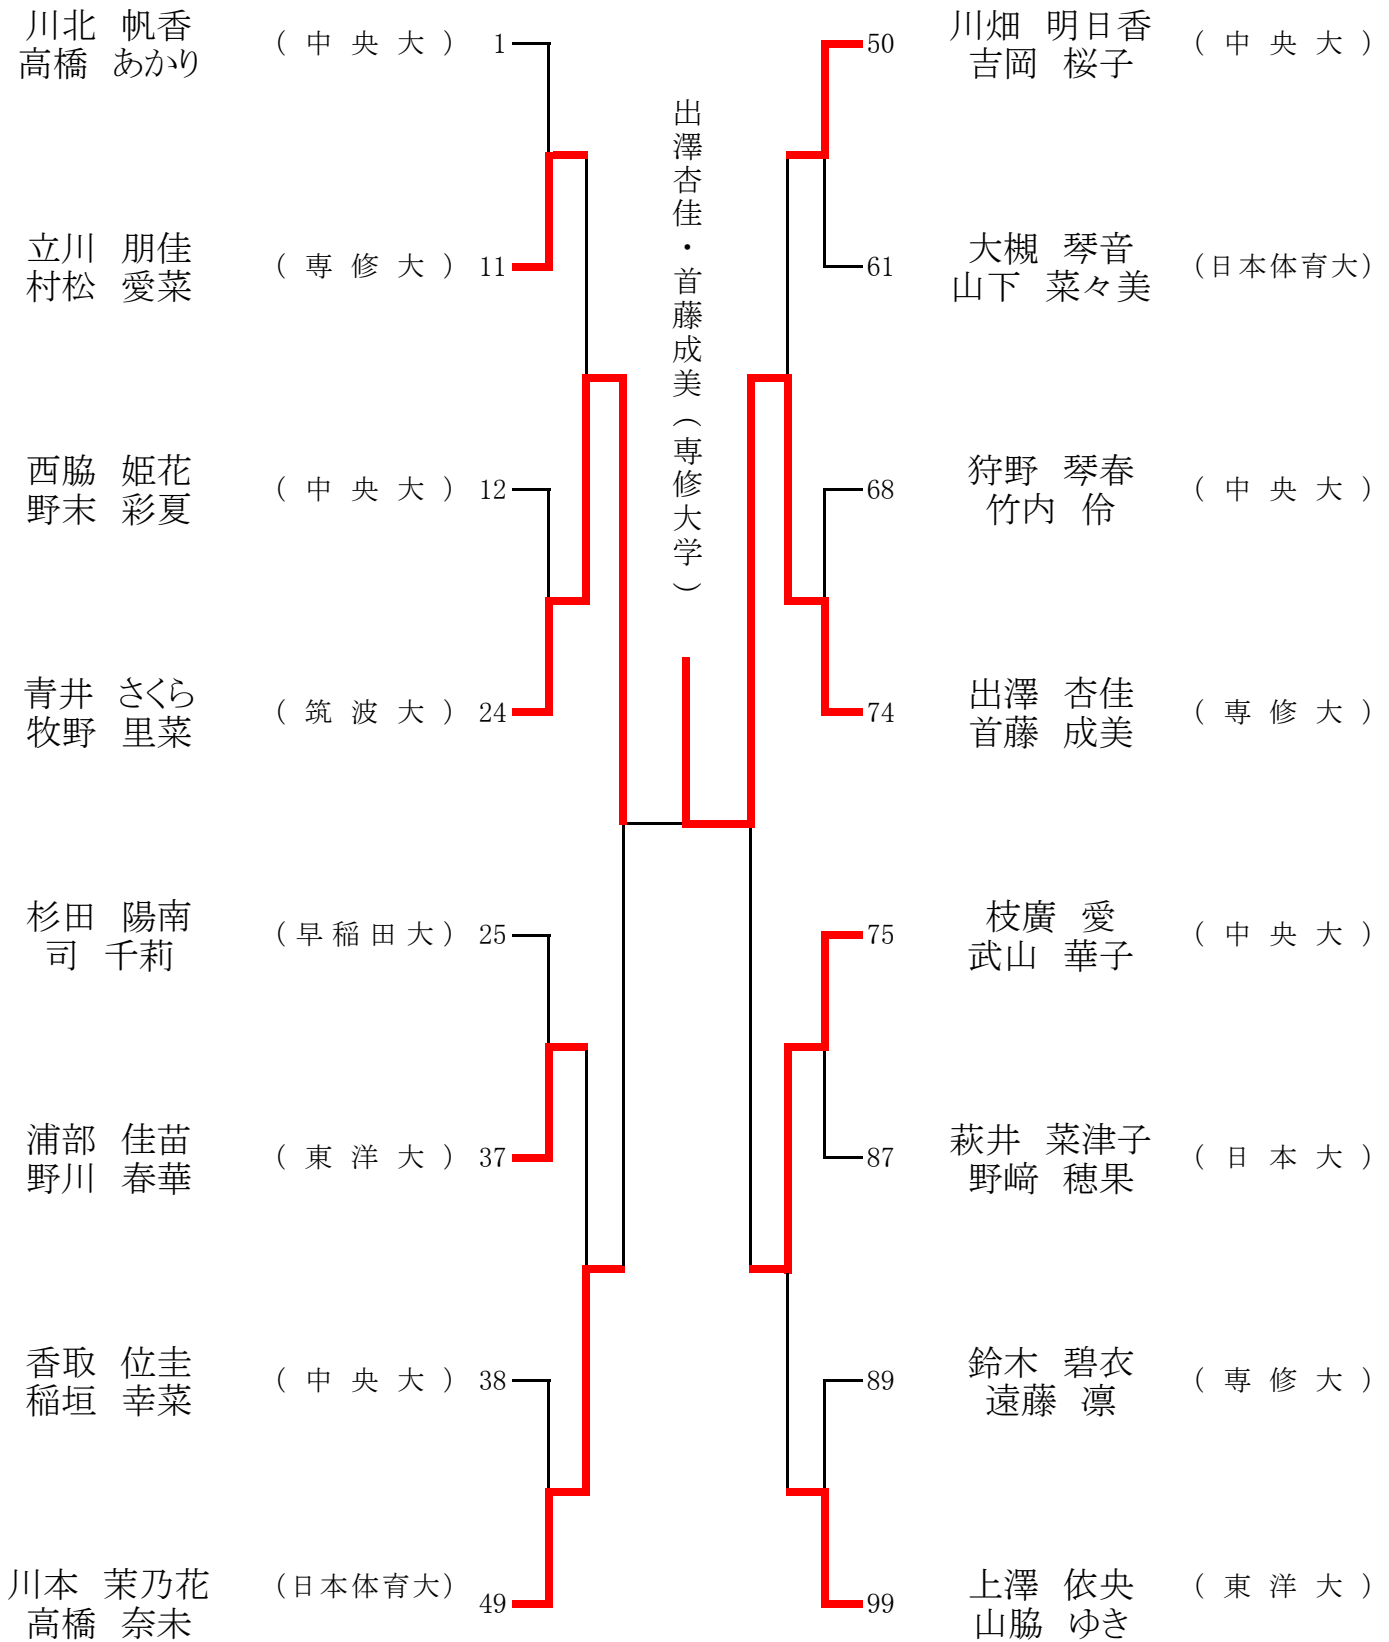 川北 帆香
高橋 あかり
(中央大) 1
立川 朋佳
村松 愛菜
(専修大) 11
西脇 姫花
野末 彩夏
(中央大) 12
青井 さくら
牧野 里菜
(筑波大) 24
杉田 陽南
司 千莉
(早稲田大) 25
浦部 佳苗
野川 春華
(東洋大) 37
香取 位圭
稲垣 幸菜
(中央大) 38
川本 茉乃花
高橋 奈未
(日本体育大) 49
出澤杏佳・首藤成美(専修大学)
50 川畑 明日香
吉岡 桜子
(中央大)
61 大槻 琴音
山下 菜々美
(日本体育大)
68 狩野 琴春
竹内 伶
(中央大)
74 出澤 杏佳
首藤 成美
(専修大)
75 枝廣 愛
武山 華子
(中央大)
87 萩井 菜津子
野﨑 穂果
(日本大)
89 鈴木 碧衣
遠藤 凛
(専修大)
99 上澤 依央
山脇 ゆき
(東洋大)